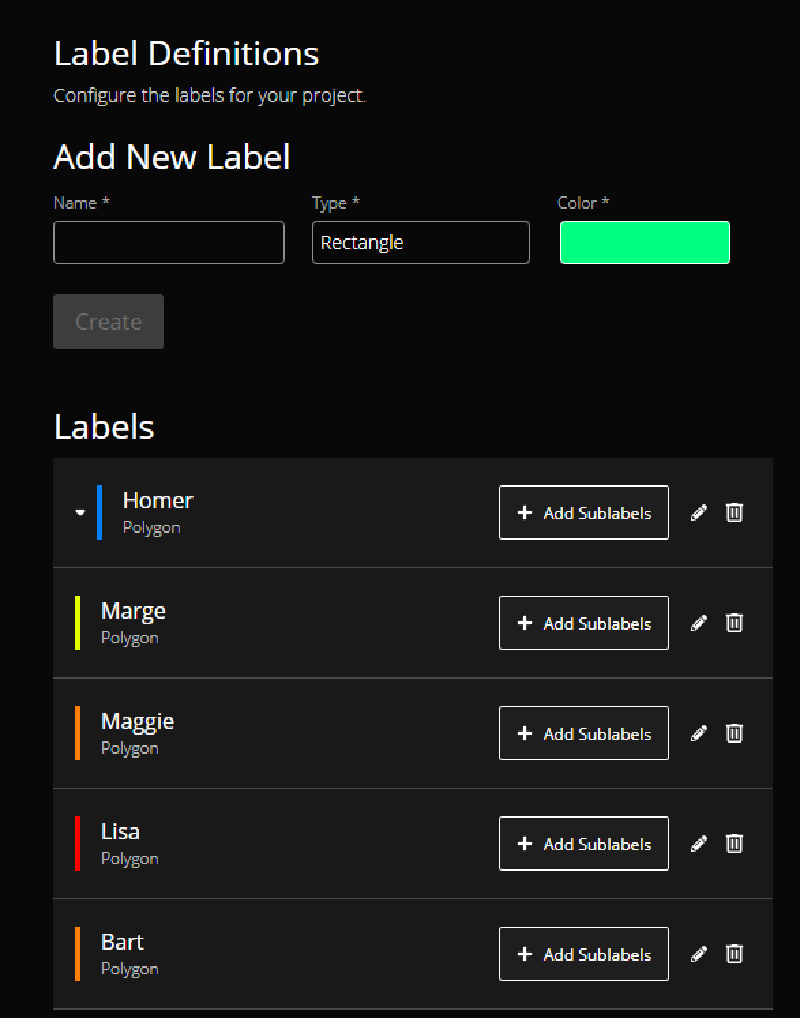 Label Definitions
Configure the labels for your project.
Add New Label
Name * Type * Color *
Rectangle
Create
Labels
Homer
Polygon
Add Sublabels
Marge
Polygon
Add Sublabels
Maggie
Polygon
Add Sublabels
Lisa
Polygon
Add Sublabels
Bart
Polygon
Add Sublabels